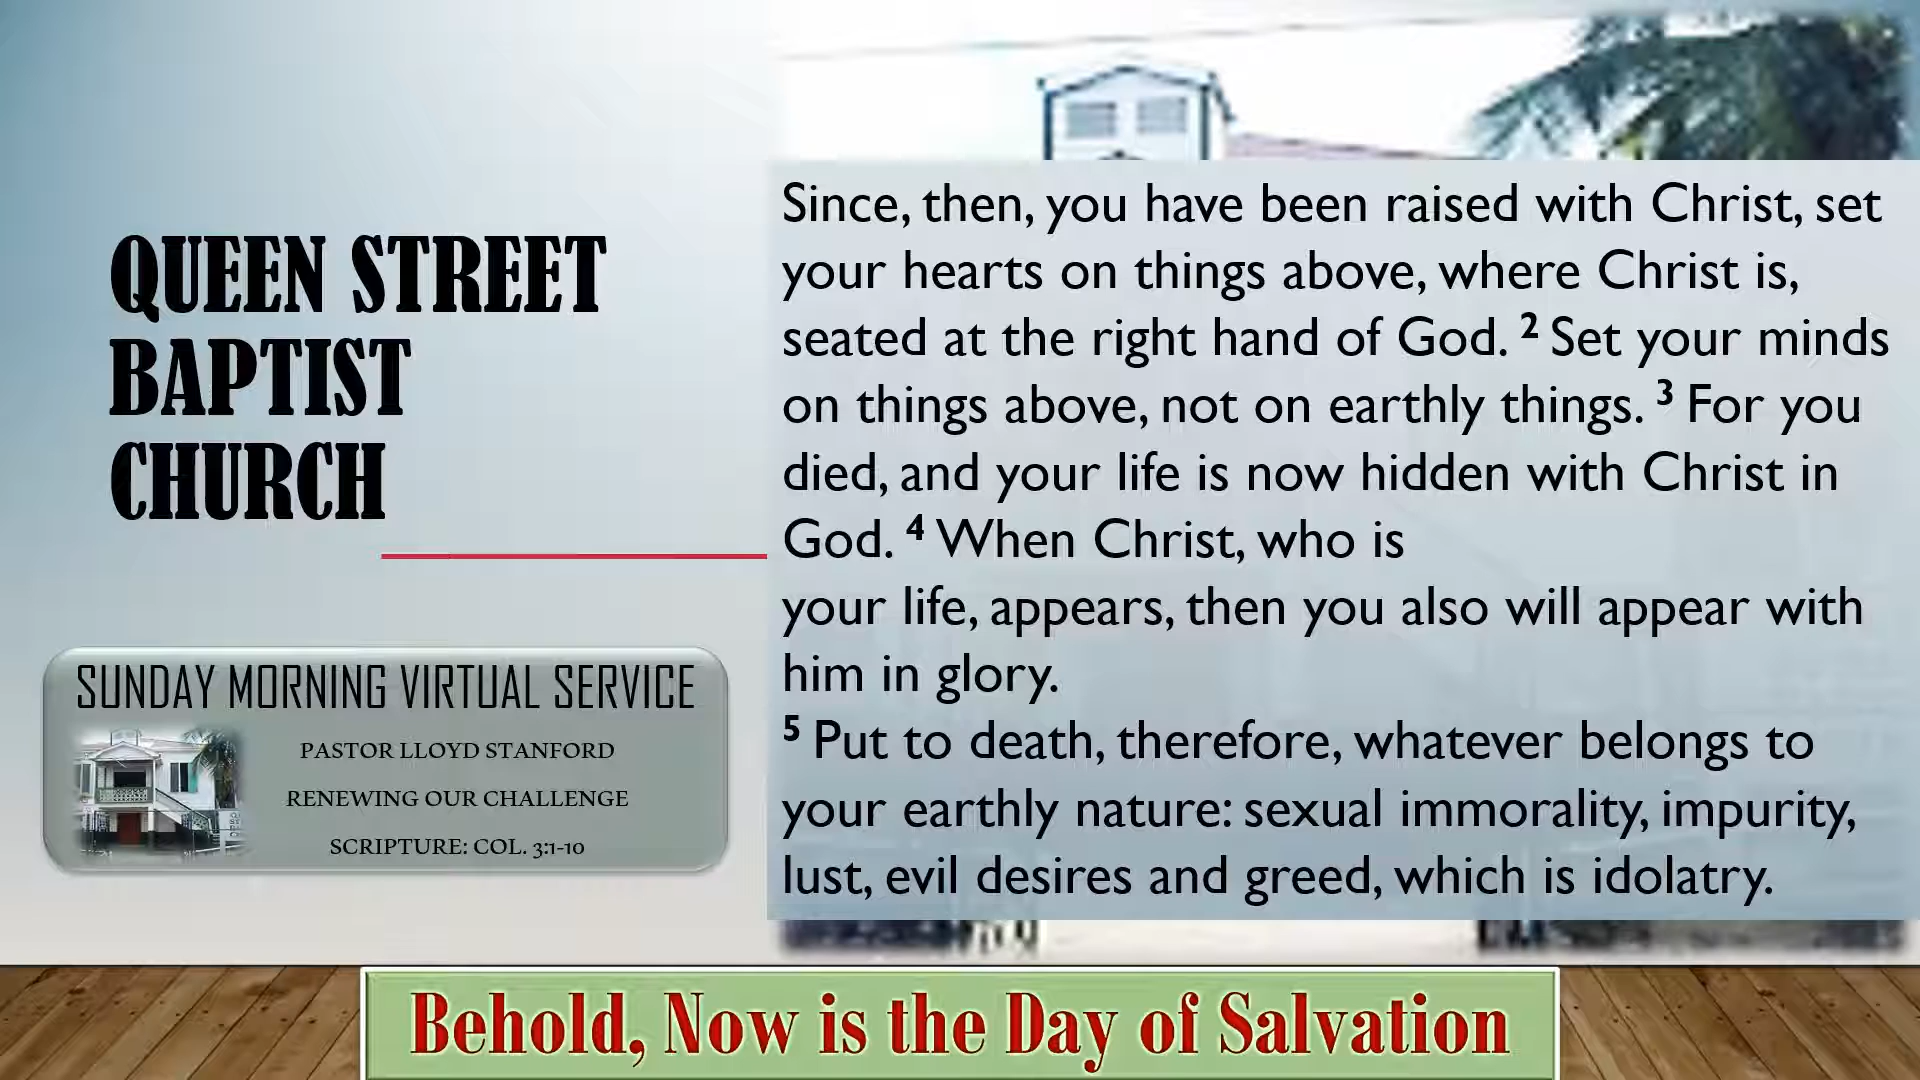 QUEEN STREET
BAPTIST
CHURCH
SUNDAY MORNING VIRTUAL SERVICE
PASTOR LLOYD STANFORD
RENEWING OUR CHALLENGE
SCRIPTURE: COL. 3:1-10
Since, then, you have been raised with Christ, set
your hearts on things above, where Christ is,
seated at the right hand of God. 2 Set your minds
on things above, not on earthly things. 3 For you
died, and your life is now hidden with Christ in
God. 4 When Christ, who is
your life, appears, then you also will appear with
him in glory.
5 Put to death, therefore, whatever belongs to
your earthly nature: sexual immorality, impurity,
lust, evil desires and greed, which is idolatry.
Behold, Now is the Day of Salvation